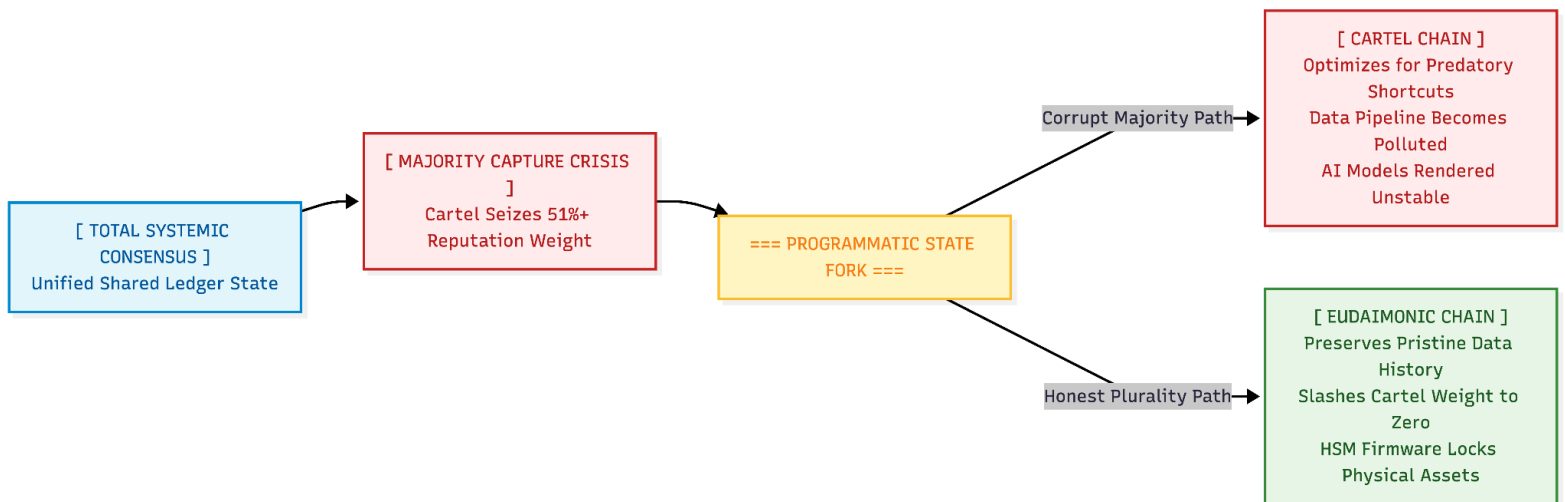 [ TOTAL SYSTEMIC
CONSENSUS ]
Unified Shared Ledger State
[ MAJORITY CAPTURE CRISIS
]
Cartel Seizes 51%+
Reputation Weight
=== PROGRAMMATIC STATE
FORK ===
Corrupt Majority Path
[ CARTEL CHAIN ]
Optimizes for Predatory
Shortcuts
Data Pipeline Becomes
Polluted
AI Models Rendered
Unstable
Honest Plurality Path
[ EUDAIMONIC CHAIN ]
Preserves Pristine Data
History
Slashes Cartel Weight to
Zero
HSM Firmware Locks
Physical Assets